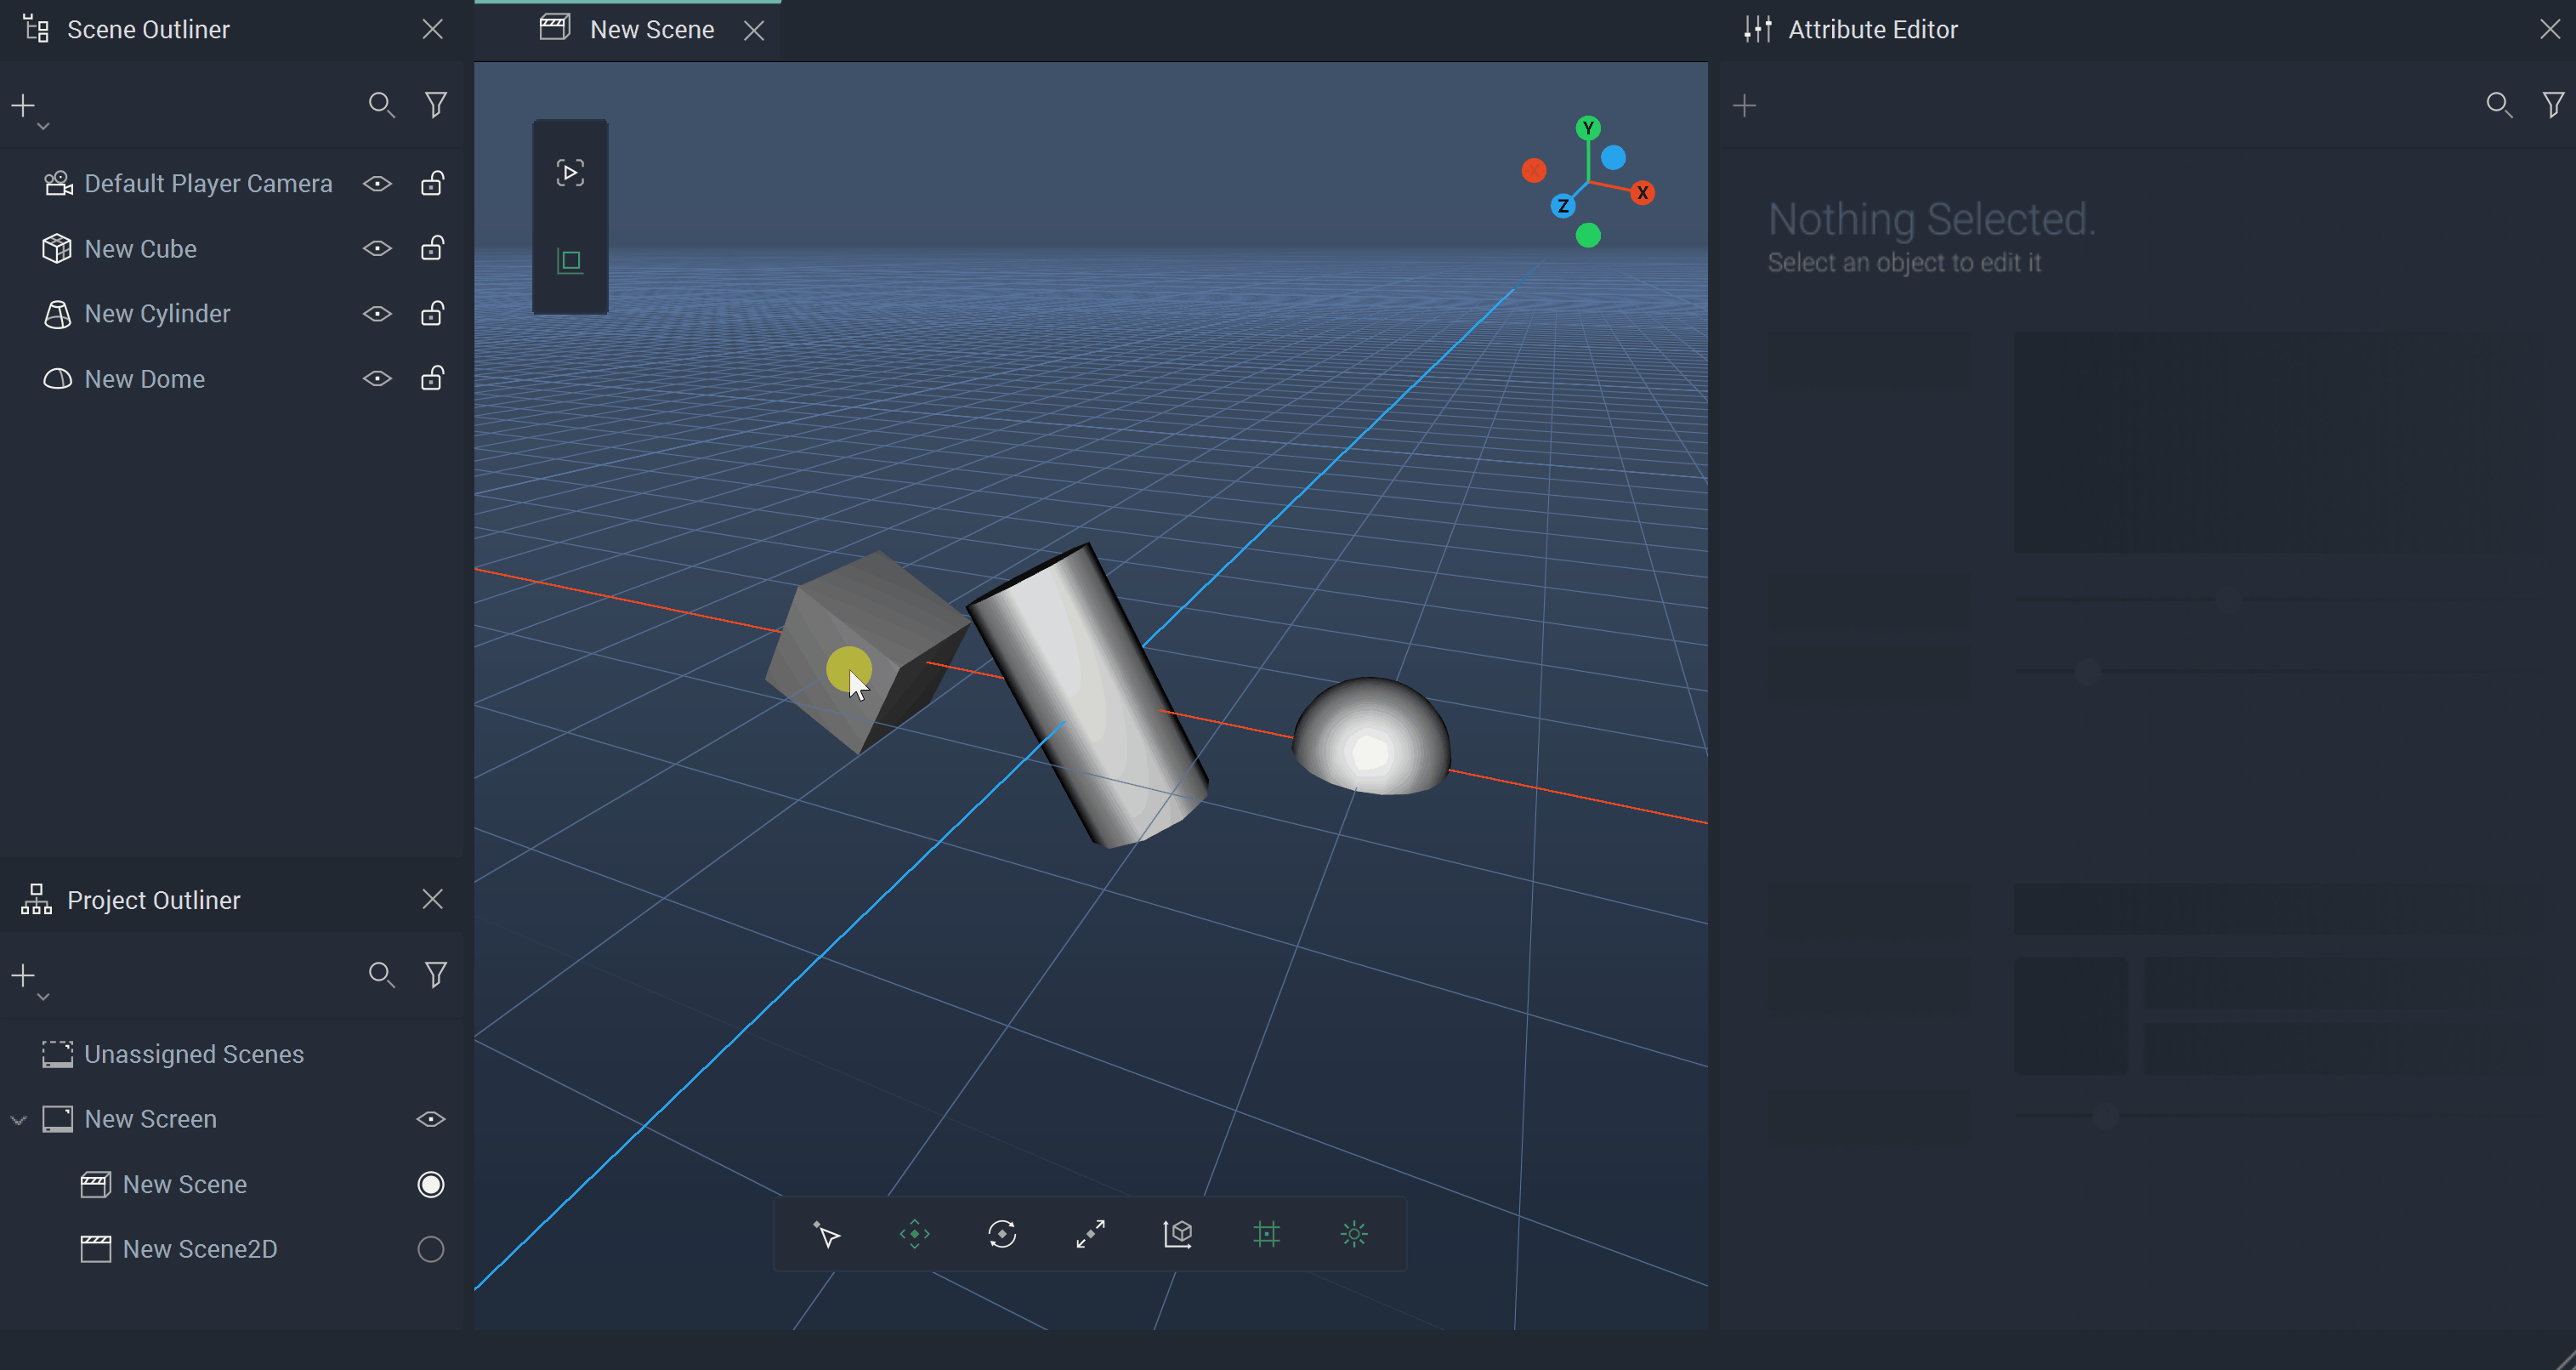 Scene Outliner
Default Player Camera
New Cube
New Cylinder
New Dome
Project Outliner
Unassigned Scenes
New Screen
New Scene
New Scene2D
New Scene
Y
X
X
Z
Attribute Editor
Nothing Selected.
Select an object to edit it